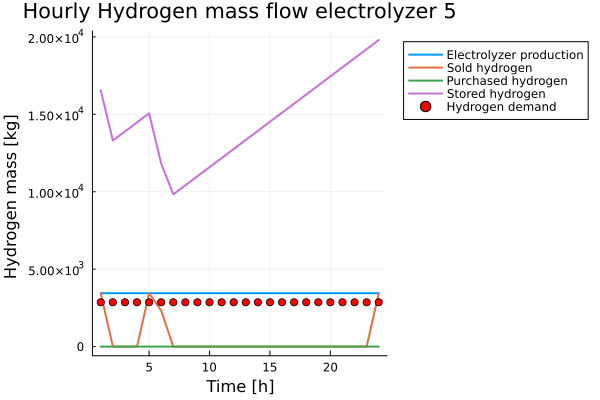 Hourly Hydrogen mass flow electrolyzer 5
Hydrogen mass [kg]
2.00×10⁴
1.50×10⁴
1.00×10⁴
5.00×10³
0
5 10 15 20
Time [h]
Electrolyzer production
Sold hydrogen
Purchased hydrogen
Stored hydrogen
Hydrogen demand